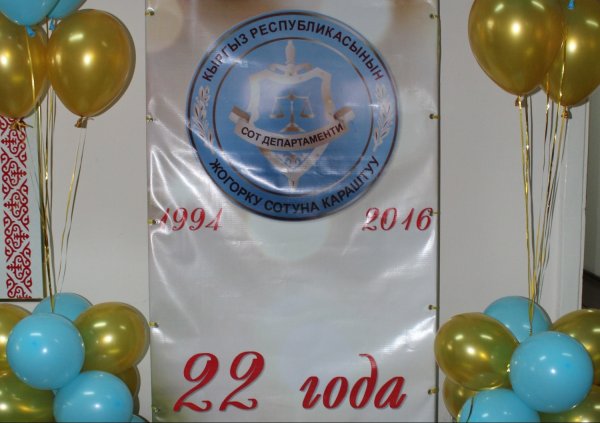 КЫРГЫЗ РЕСПУБЛИКАСЫНЫН
СОТ ДЕПАРТАМЕНТИ
ЖОГОРКУ СОТУНА КАРАШТУУ
1994 2016
22 года